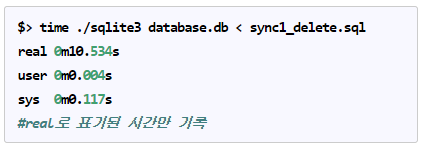 $> time ./sqlite3 database.db < sync1_delete.sql
real 0m10.534s
user 0m0.004s
sys  0m0.117s
#real로 표기된 시간만 기록